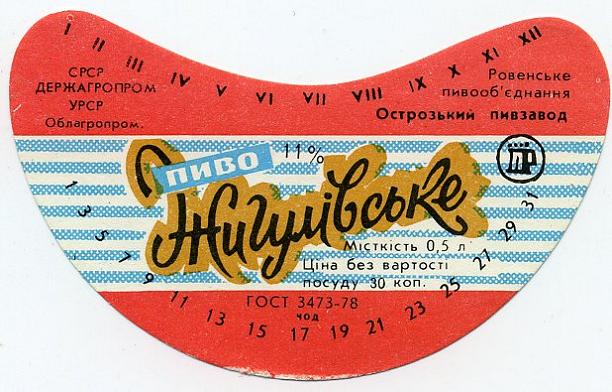 I II III IV V VI VII VIII IX X XI XII
СРСР
ДЕРЖАГРОПРОМ
УРСР
Облагропром.
Ровенське
пивооб'єднання
Острозький пивзавод
ПИВО 11%
Жигулівське
Місткість 0,5 л
Ціна без вартості
посуду 30 коп.
ГОСТ 3473-78
1 3 5 7 9 11 13 15 17 19 21 23 25 27 29 31